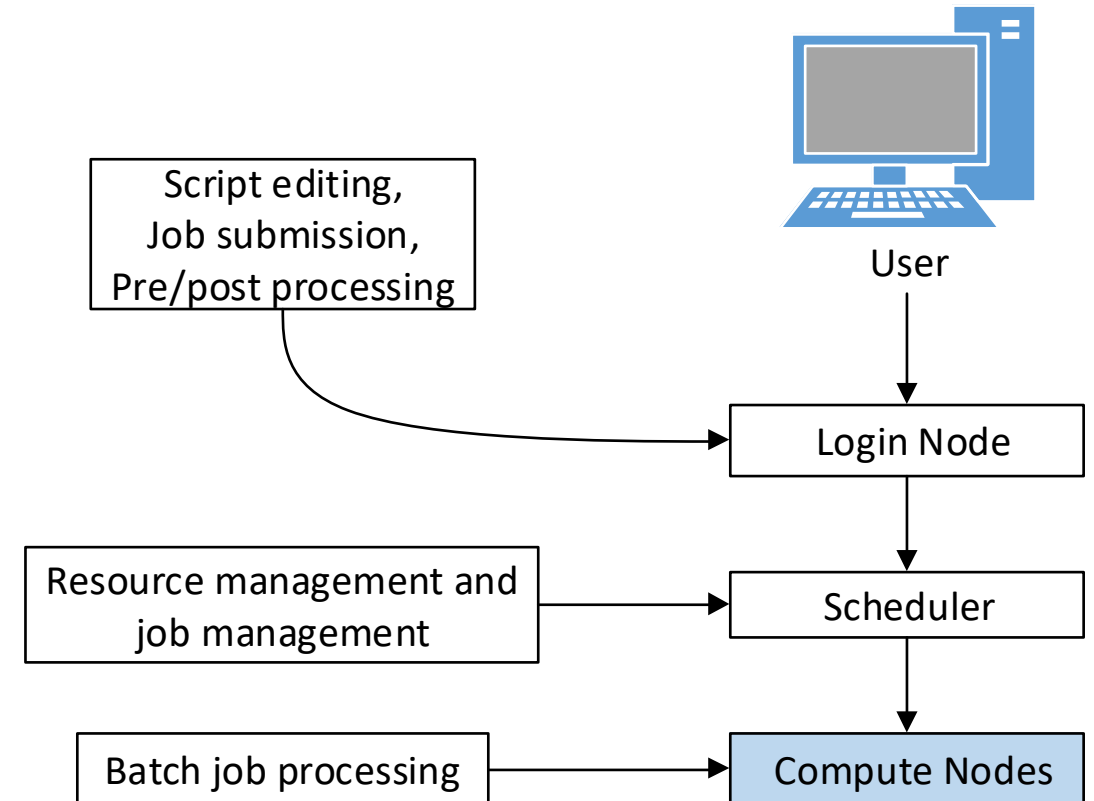 Script editing,
Job submission,
Pre/post processing
User
Login Node
Resource management and
job management
Scheduler
Batch job processing
Compute Nodes